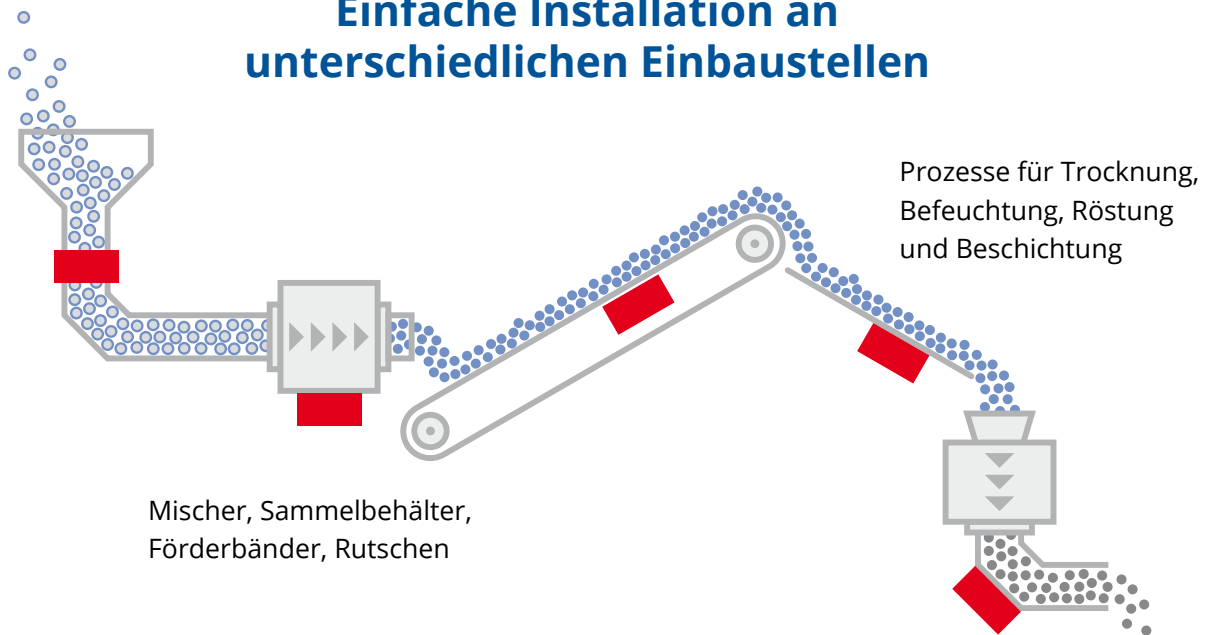 Einfache Installation an
unterschiedlichen Einbaustellen
Prozesse für Trocknung,
Befeuchtung, Röstung
und Beschichtung
Mischer, Sammelbehälter,
Förderbänder, Rutschen